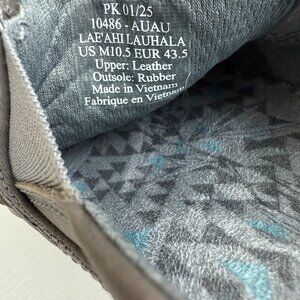 PK 01/25
10486 - AUAU
LAE'AHI LAUHALA
US M10.5 EUR 43.5
Upper: Leather
Outsole: Rubber
Made in Vietnam
Fabriqué en Vietnam